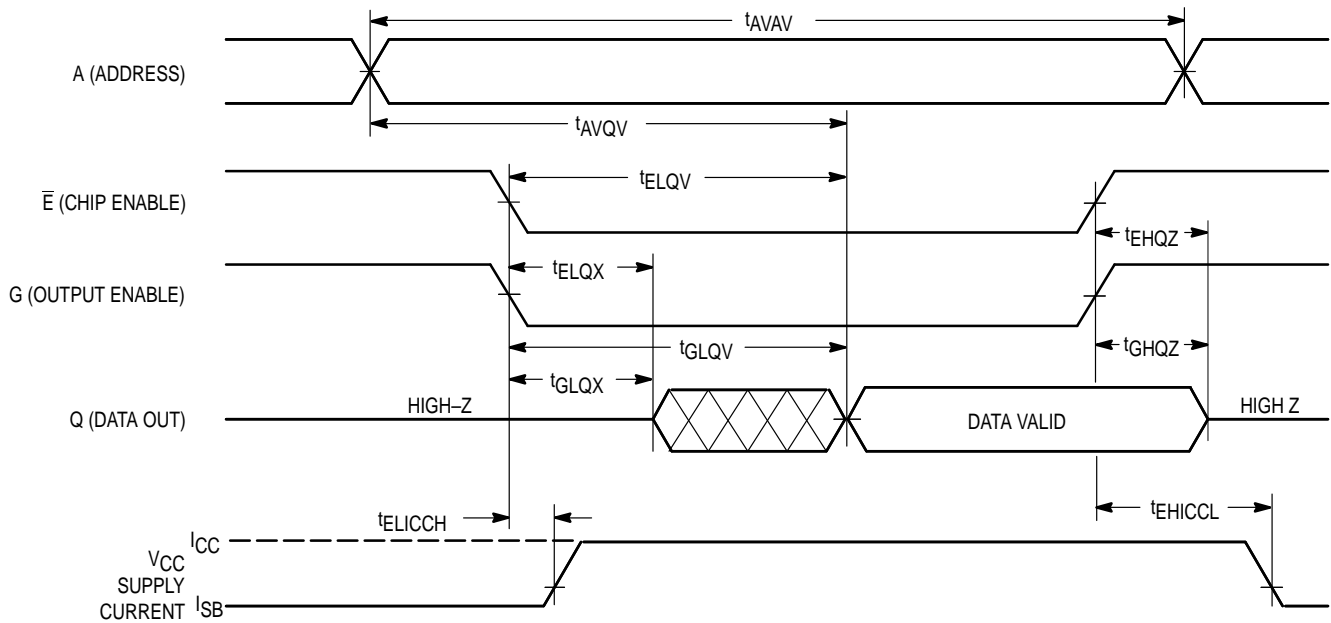 tAVAV
A (ADDRESS)
tAVQV
tELQV
E̅ (CHIP ENABLE)
tEHQZ
tELQX
G (OUTPUT ENABLE)
tGLQV
tGHQZ
tGLQX
HIGH–Z
Q (DATA OUT)
DATA VALID
HIGH Z
tELICCH
tEHICCL
ICC
VCC
SUPPLY
CURRENT ISB